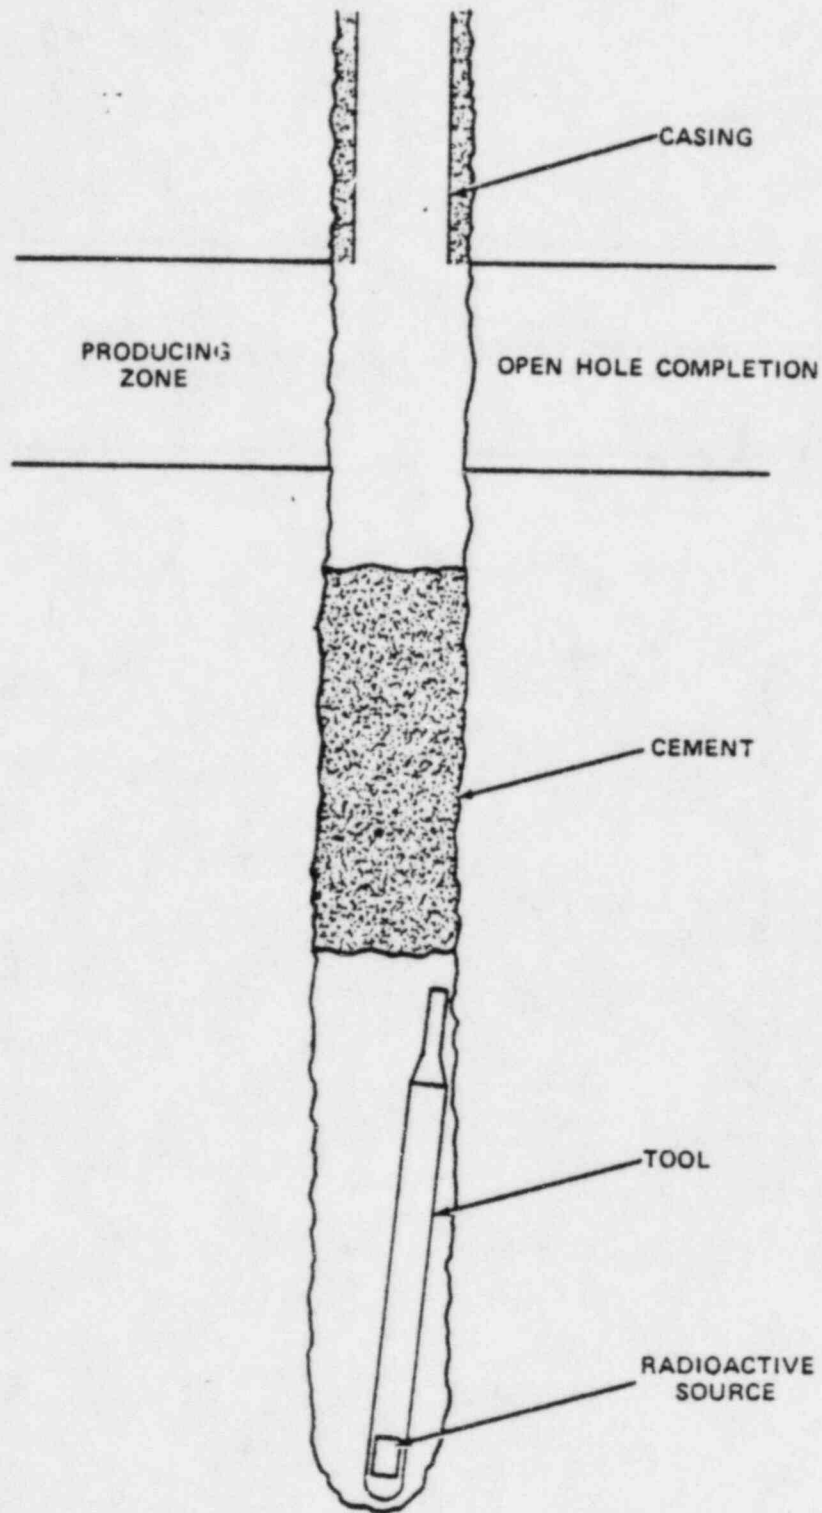 CASING
PRODUCING
ZONE
OPEN HOLE COMPLETION
CEMENT
TOOL
RADIOACTIVE
SOURCE